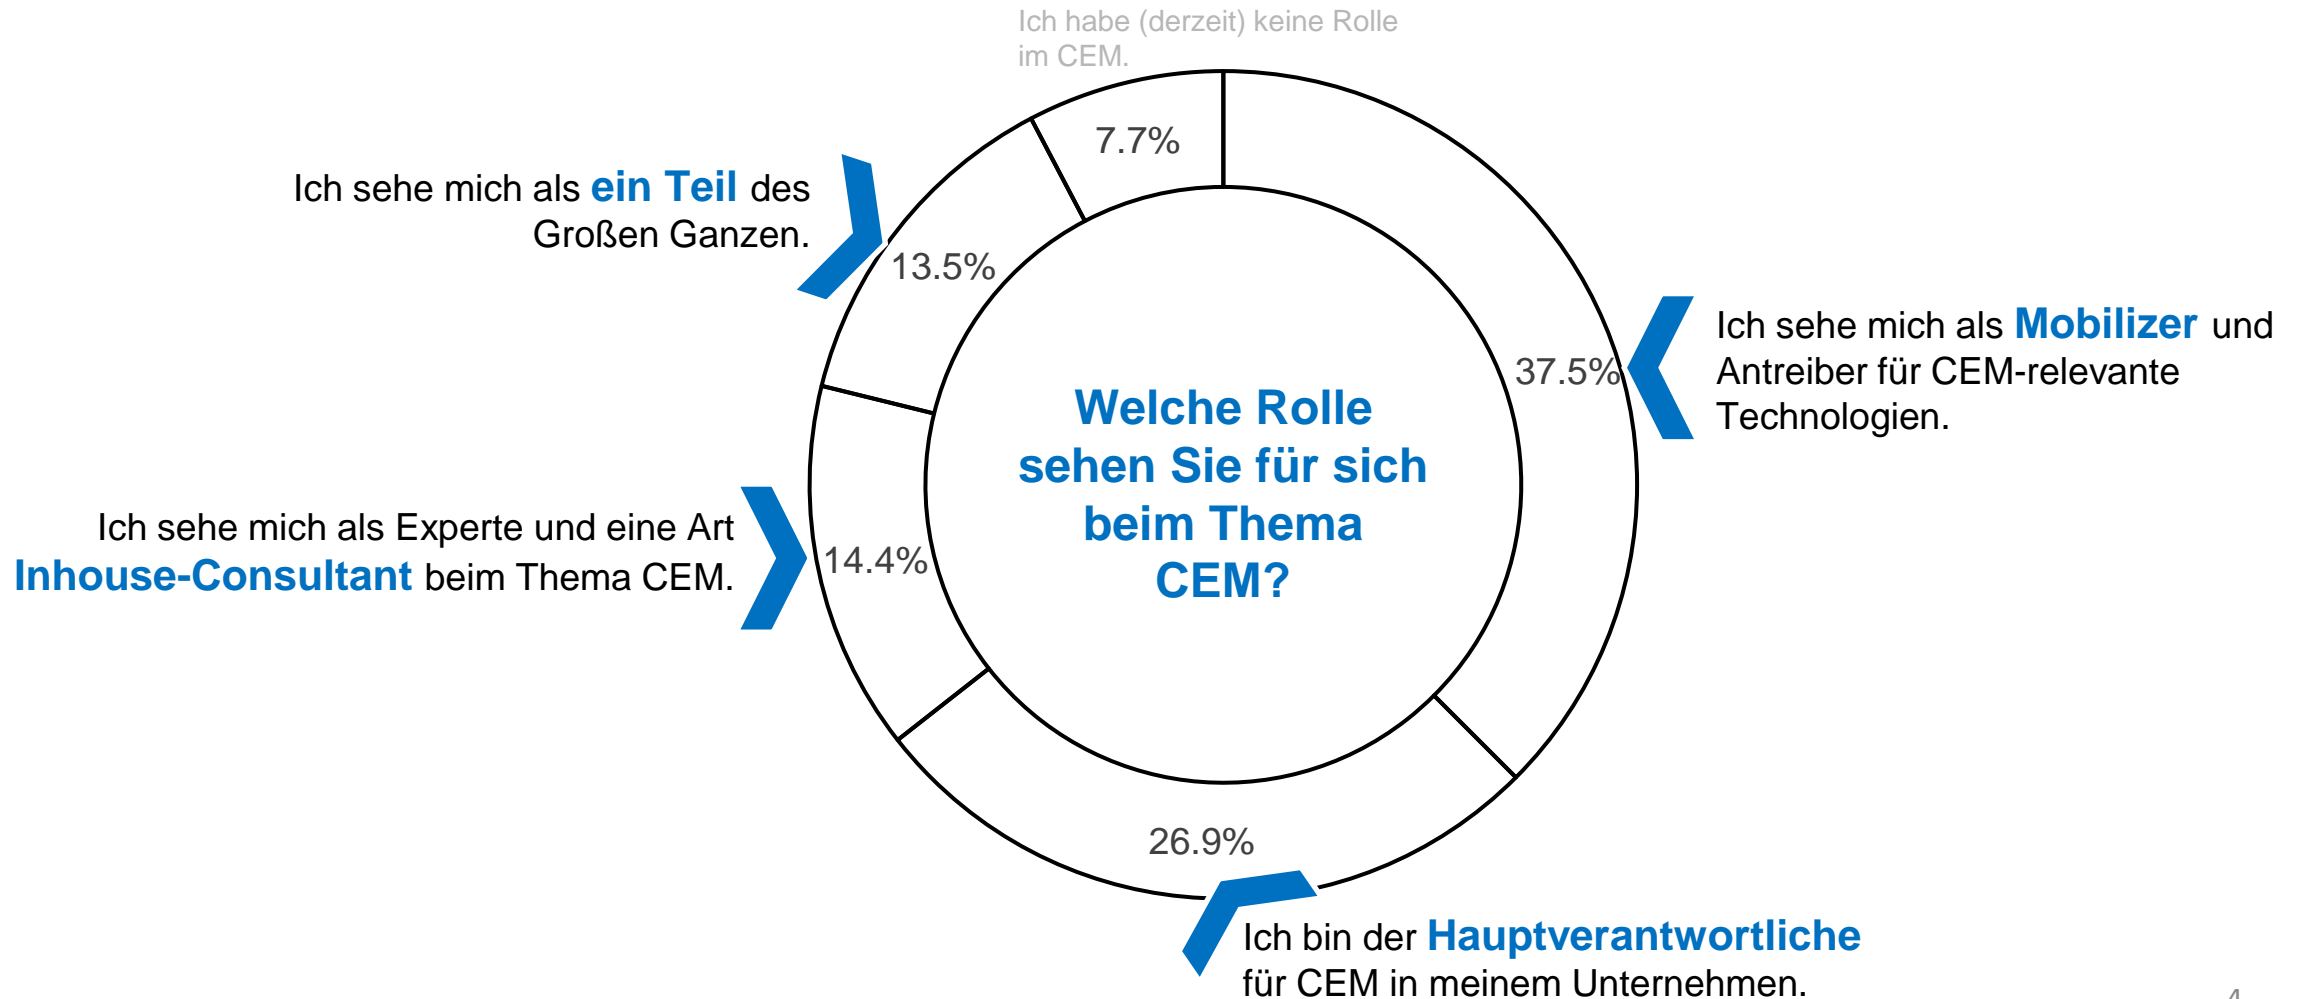 Ich habe (derzeit) keine Rolle
im CEM.
7.7%
Ich sehe mich als ein Teil des
Großen Ganzen.
13.5%
Ich sehe mich als Mobilizer und
Antreiber für CEM-relevante
Technologien.
37.5%
Welche Rolle
sehen Sie für sich
beim Thema
CEM?
Ich sehe mich als Experte und eine Art
Inhouse-Consultant beim Thema CEM.
14.4%
26.9%
Ich bin der Hauptverantwortliche
für CEM in meinem Unternehmen.
4